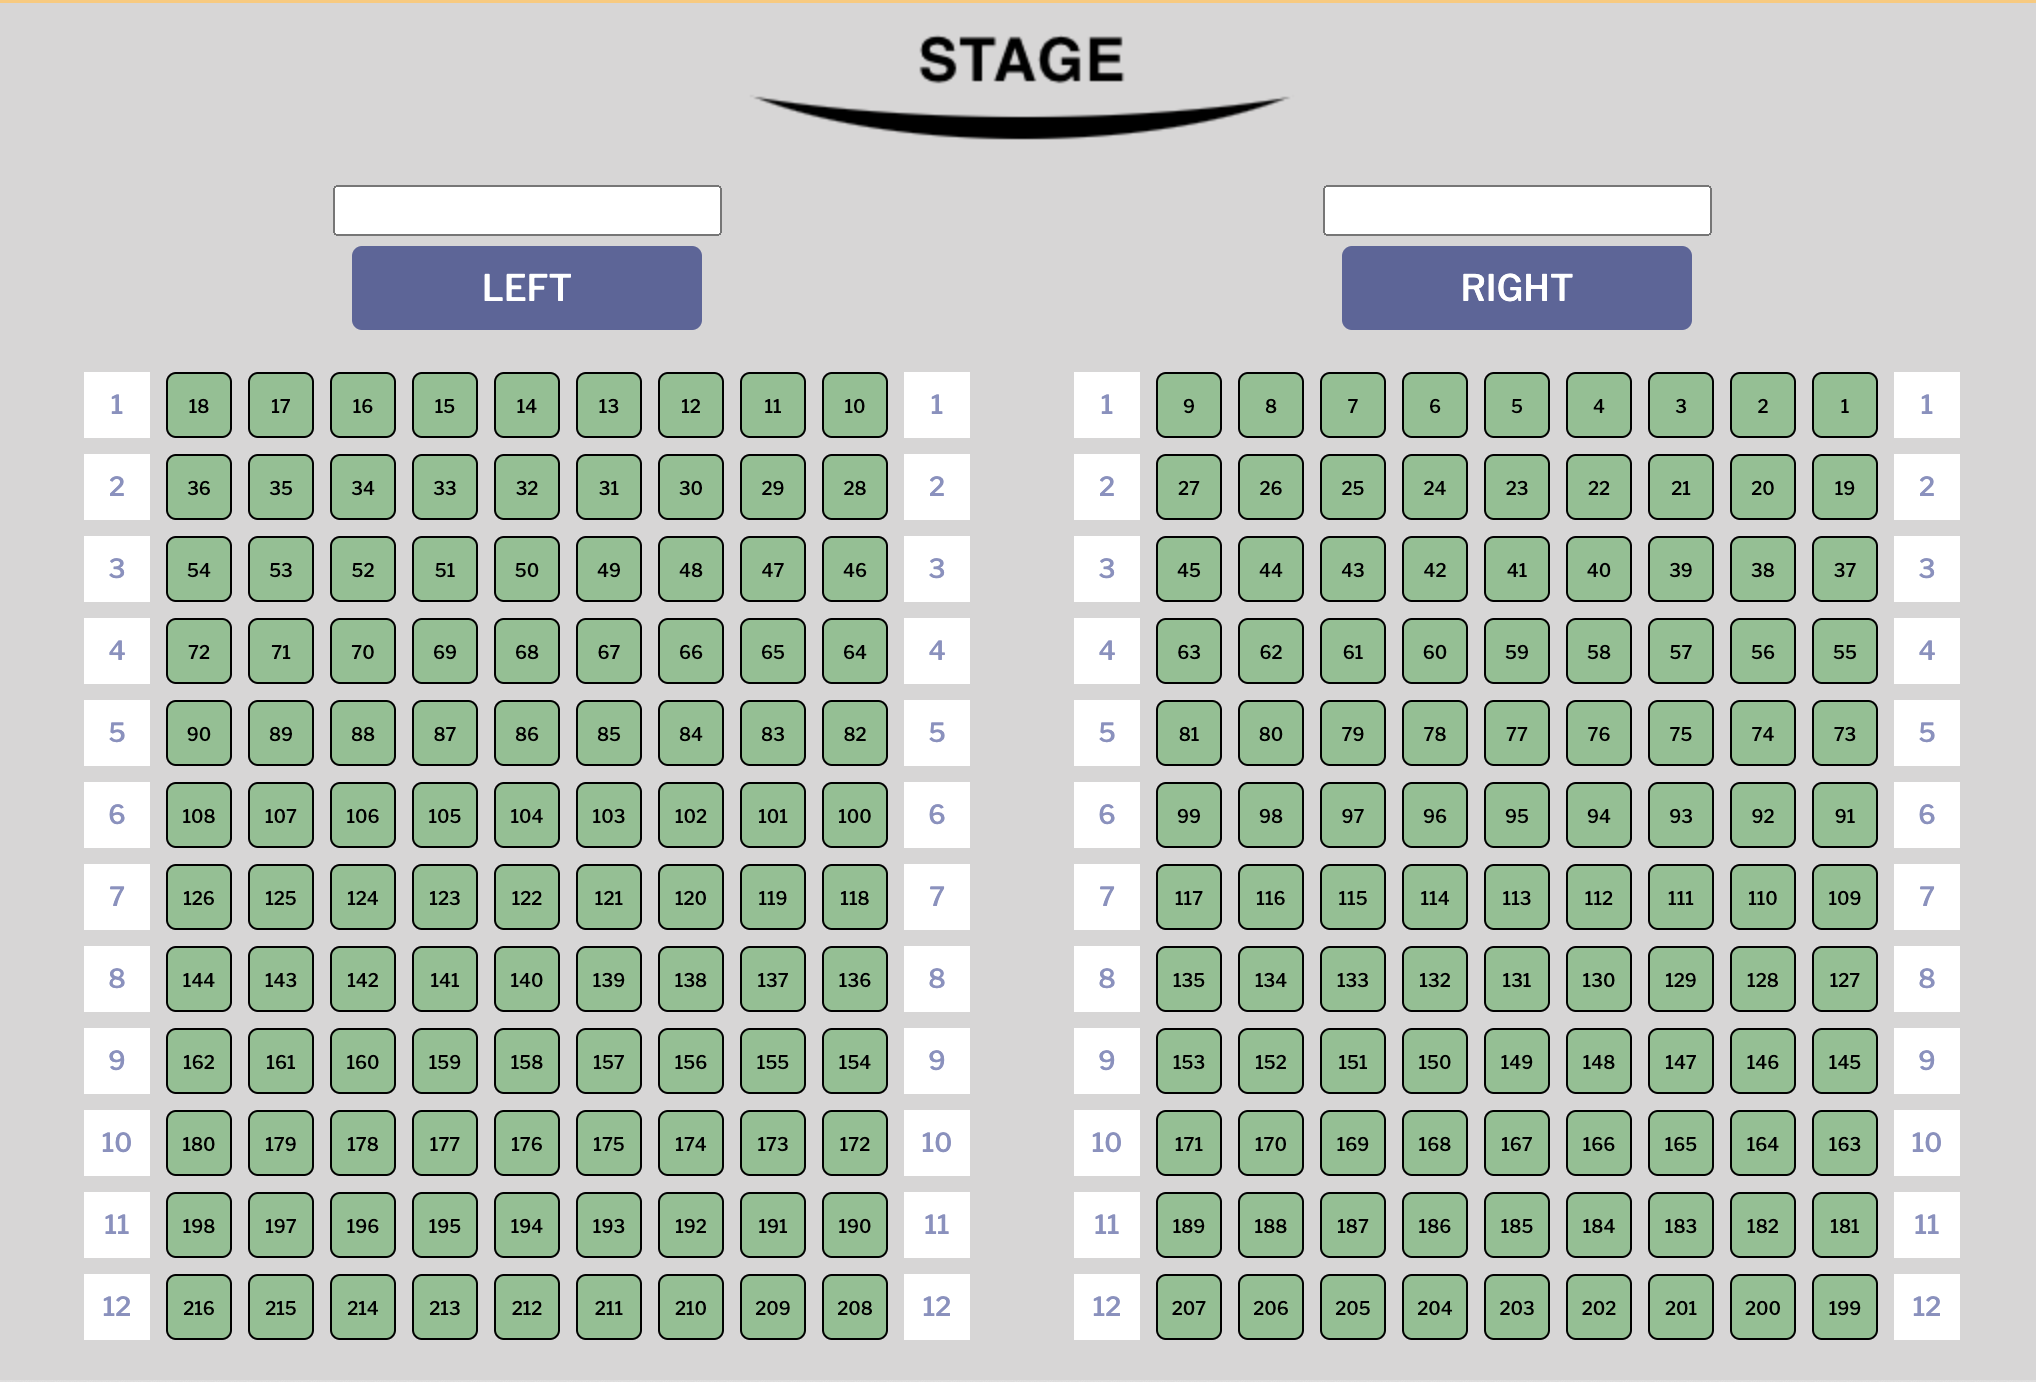 STAGE
LEFT RIGHT
1 18 17 16 15 14 13 12 11 10 1 1 9 8 7 6 5 4 3 2 1 1
2 36 35 34 33 32 31 30 29 28 2 2 27 26 25 24 23 22 21 20 19 2
3 54 53 52 51 50 49 48 47 46 3 3 45 44 43 42 41 40 39 38 37 3
4 72 71 70 69 68 67 66 65 64 4 4 63 62 61 60 59 58 57 56 55 4
5 90 89 88 87 86 85 84 83 82 5 5 81 80 79 78 77 76 75 74 73 5
6 108 107 106 105 104 103 102 101 100 6 6 99 98 97 96 95 94 93 92 91 6
7 126 125 124 123 122 121 120 119 118 7 7 117 116 115 114 113 112 111 110 109 7
8 144 143 142 141 140 139 138 137 136 8 8 135 134 133 132 131 130 129 128 127 8
9 162 161 160 159 158 157 156 155 154 9 9 153 152 151 150 149 148 147 146 145 9
10 180 179 178 177 176 175 174 173 172 10 10 171 170 169 168 167 166 165 164 163 10
11 198 197 196 195 194 193 192 191 190 11 11 189 188 187 186 185 184 183 182 181 11
12 216 215 214 213 212 211 210 209 208 12 12 207 206 205 204 203 202 201 200 199 12